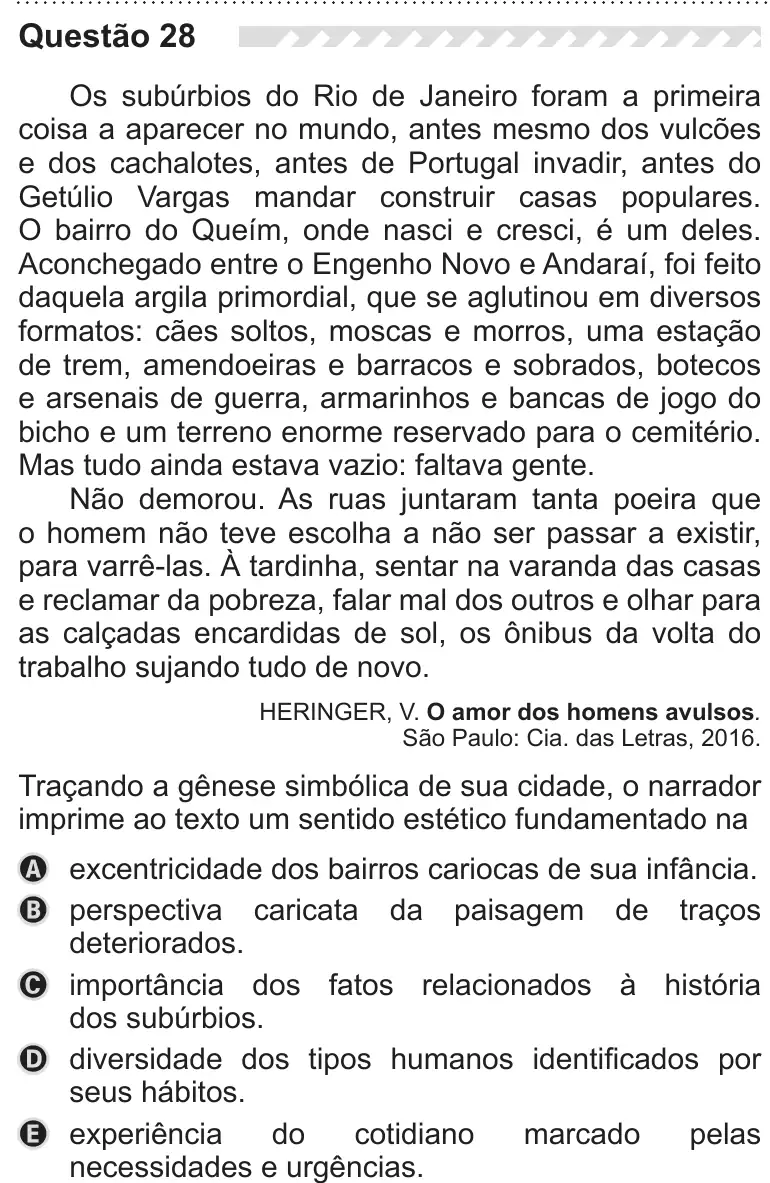 Questão 28
Os subúrbios do Rio de Janeiro foram a primeira
coisa a aparecer no mundo, antes mesmo dos vulcões
e dos cachalotes, antes de Portugal invadir, antes do
Getúlio Vargas mandar construir casas populares.
O bairro do Queím, onde nasci e cresci, é um deles.
Aconchegado entre o Engenho Novo e Andaraí, foi feito
daquela argila primordial, que se aglutinou em diversos
formatos: cães soltos, moscas e morros, uma estação
de trem, amendoeiras e barracos e sobrados, botecos
e arsenais de guerra, armarinhos e bancas de jogo do
bicho e um terreno enorme reservado para o cemitério.
Mas tudo ainda estava vazio: faltava gente.
Não demorou. As ruas juntaram tanta poeira que
o homem não teve escolha a não ser passar a existir,
para varrê-las. À tardinha, sentar na varanda das casas
e reclamar da pobreza, falar mal dos outros e olhar para
as calçadas encardidas de sol, os ônibus da volta do
trabalho sujando tudo de novo.
HERINGER, V. O amor dos homens avulsos.
São Paulo: Cia. das Letras, 2016.
Traçando a gênese simbólica de sua cidade, o narrador
imprime ao texto um sentido estético fundamentado na
A excentricidade dos bairros cariocas de sua infância.
B perspectiva caricata da paisagem de traços
deteriorados.
C importância dos fatos relacionados à história
dos subúrbios.
D diversidade dos tipos humanos identificados por
seus hábitos.
E experiência do cotidiano marcado pelas
necessidades e urgências.